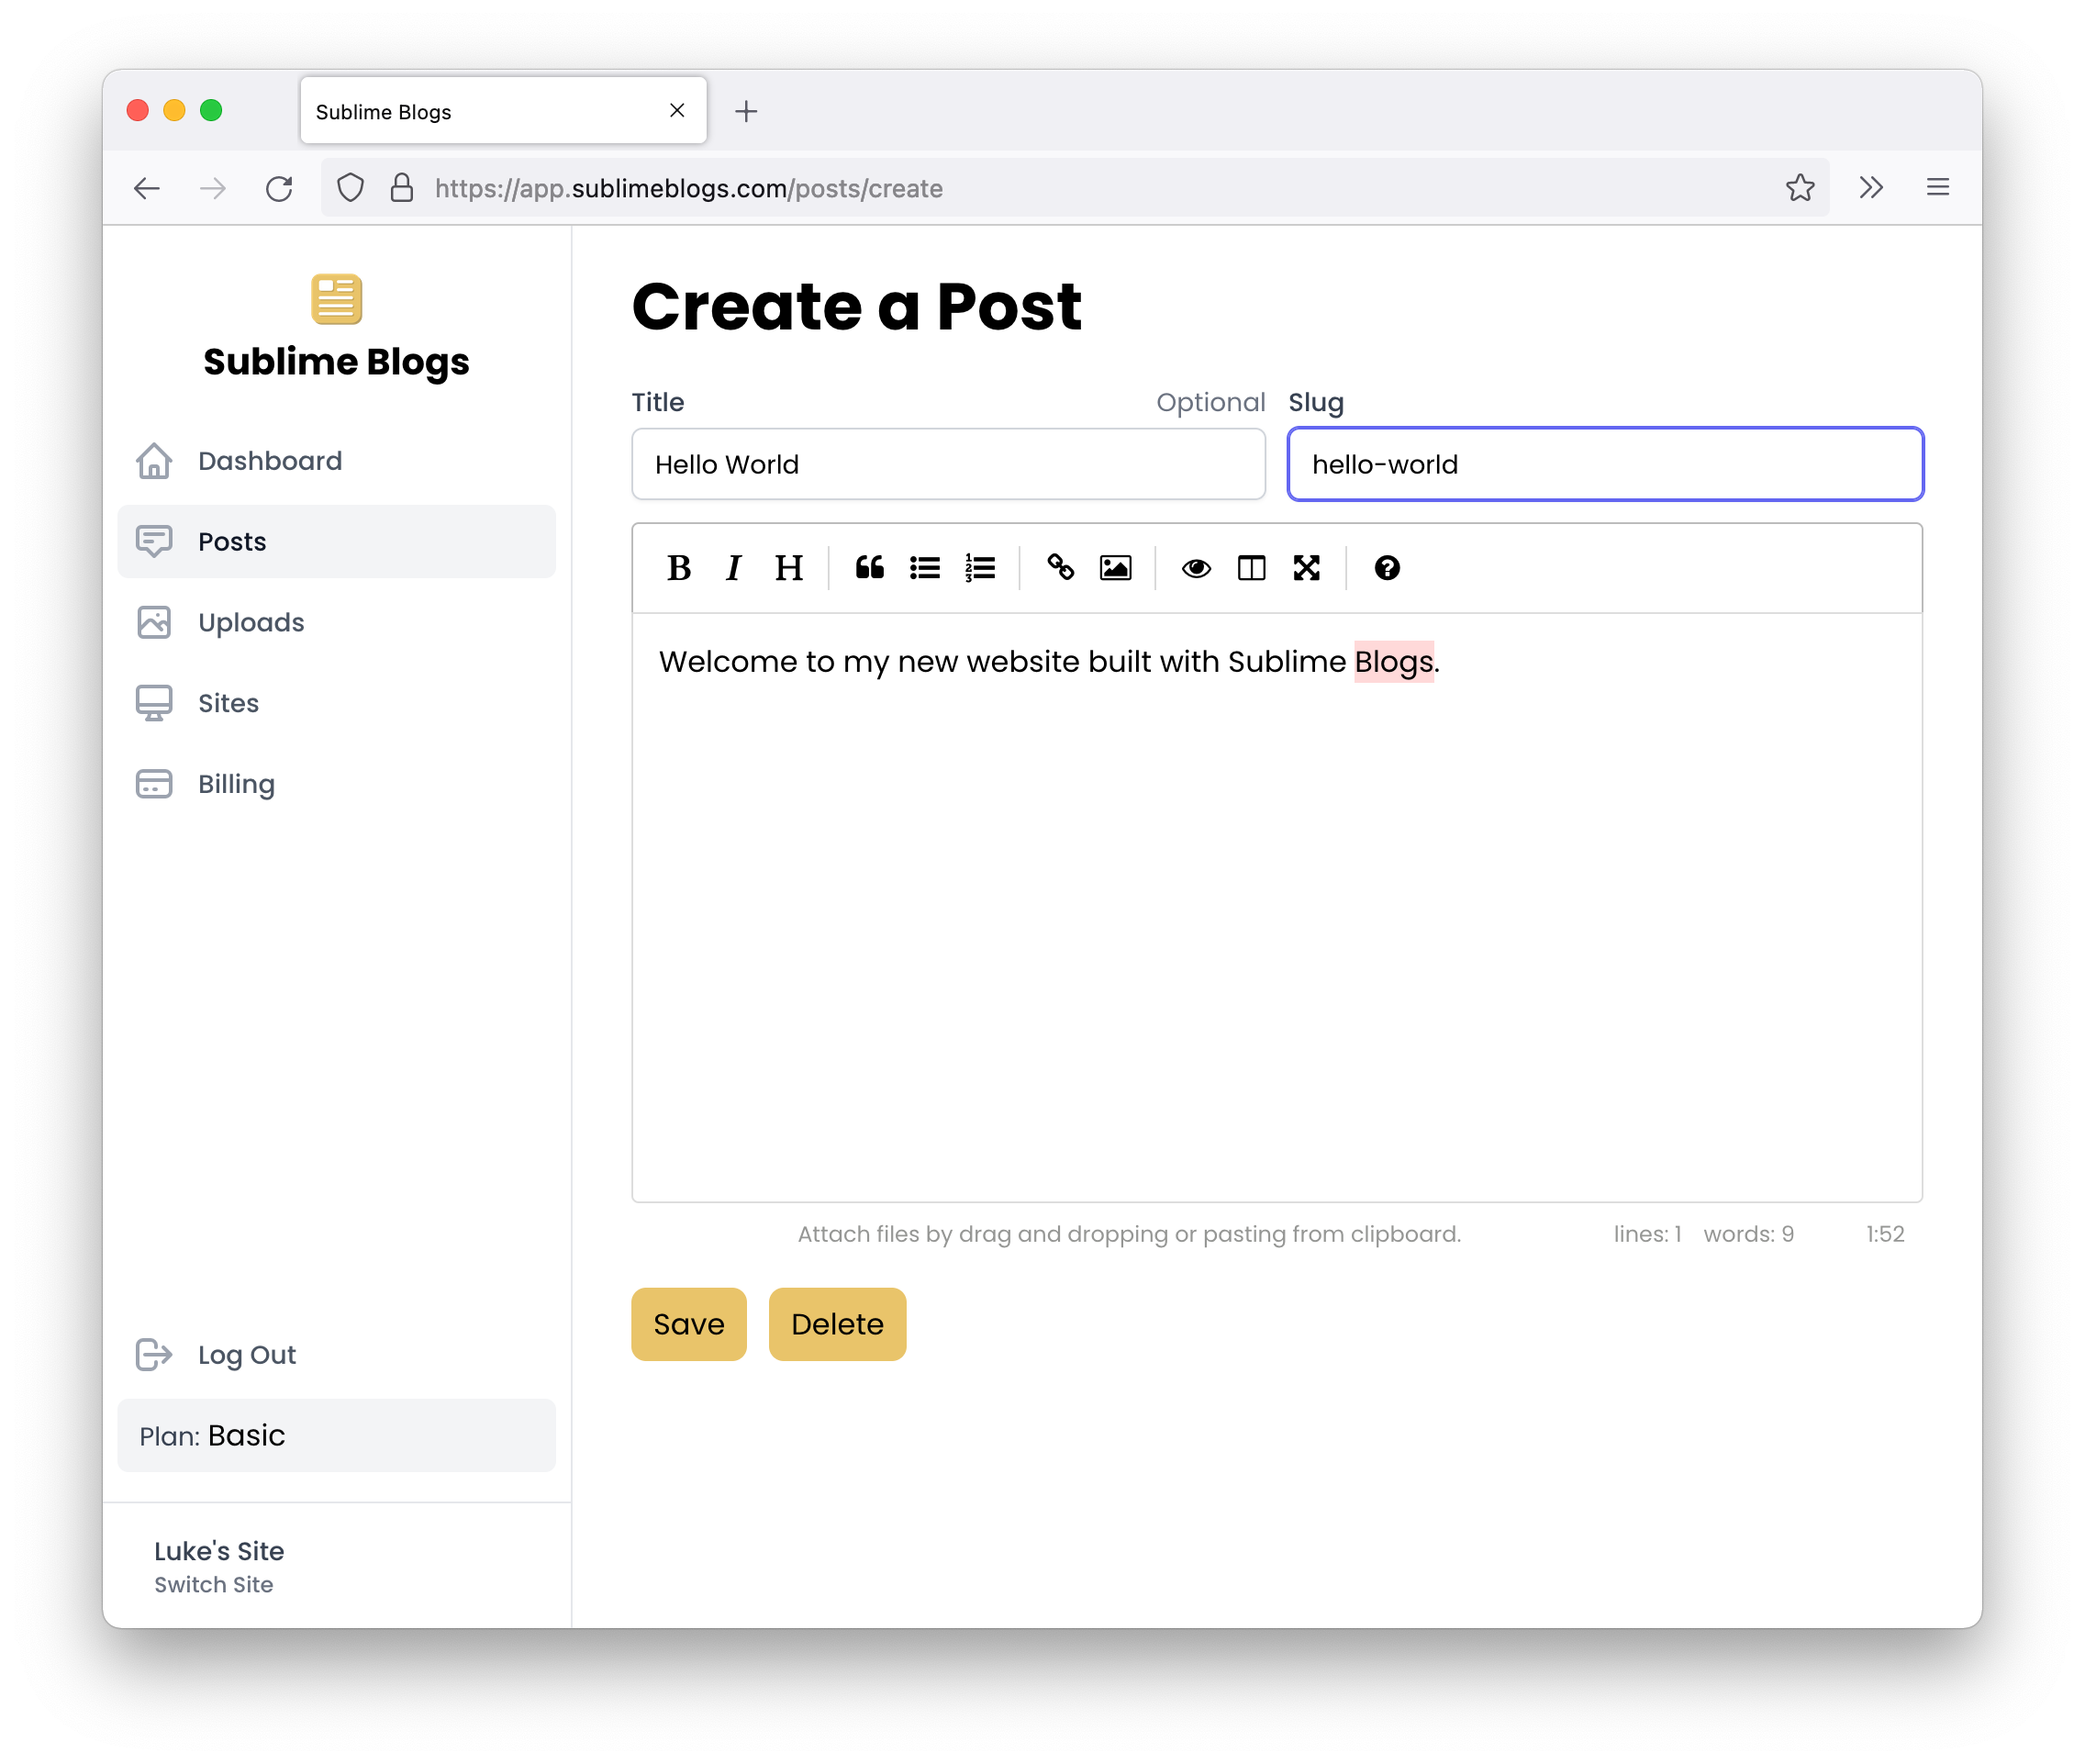 Sublime Blogs
https://app.sublimeblogs.com/posts/create
Sublime Blogs
Dashboard
Posts
Uploads
Sites
Billing
Log Out
Plan: Basic
Luke's Site
Switch Site
Create a Post
Title Optional Slug
Hello World hello-world
B I H
Welcome to my new website built with Sublime Blogs.
Attach files by drag and dropping or pasting from clipboard. lines: 1 words: 9 1:52
Save Delete